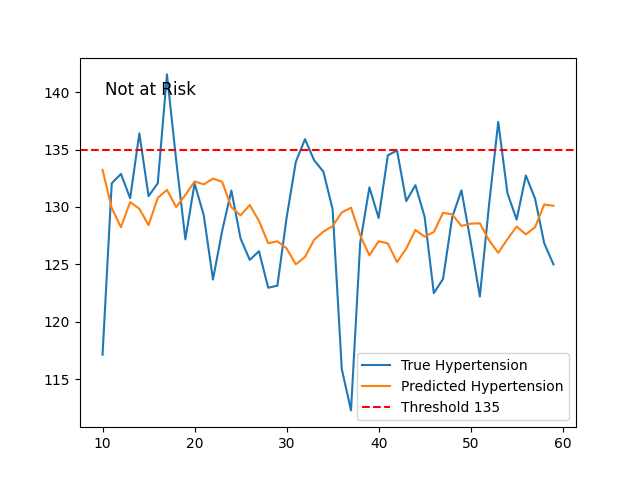 Not at Risk
140
135
130
125
120
115
True Hypertension
Predicted Hypertension
Threshold 135
10 20 30 40 50 60